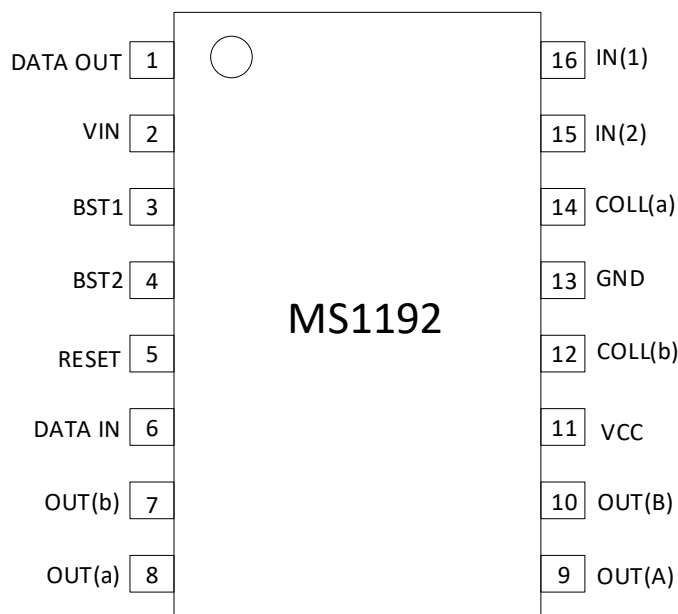 DATA OUT 1 16 IN(1)
VIN 2 15 IN(2)
BST1 3 14 COLL(a)
BST2 4 13 GND
MS1192
RESET 5 12 COLL(b)
DATA IN 6 11 VCC
OUT(b) 7 10 OUT(B)
OUT(a) 8 9 OUT(A)